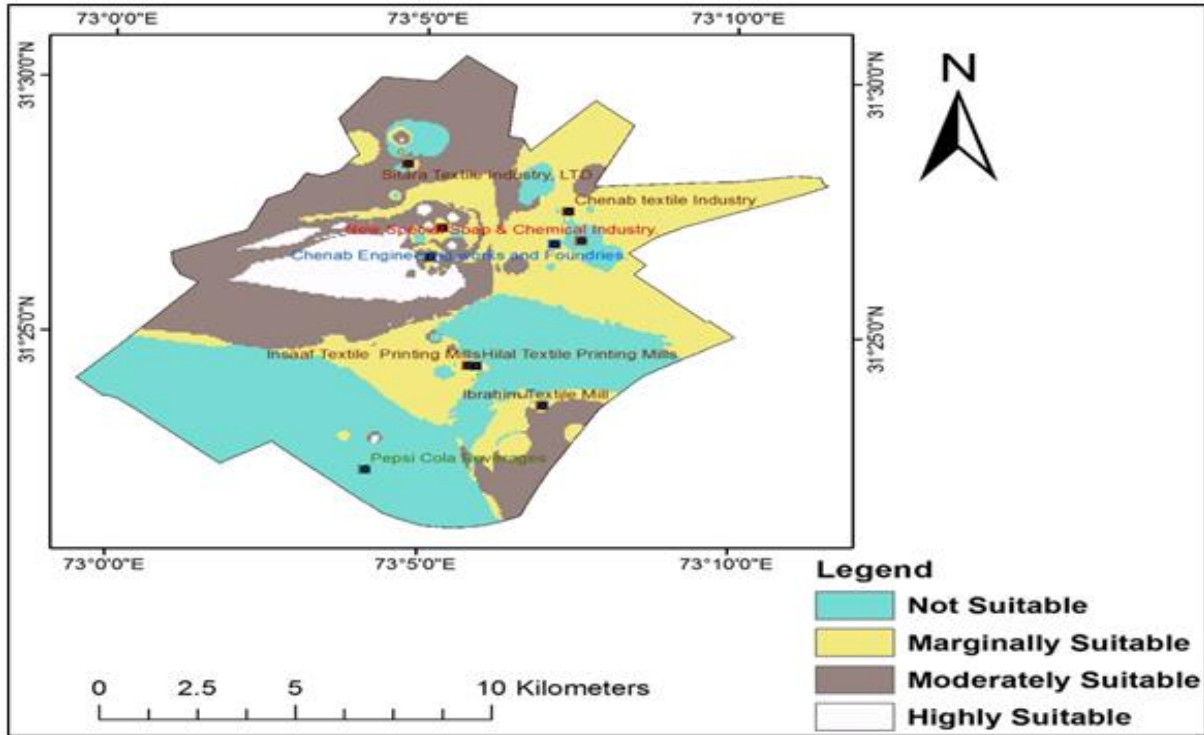 73°0'0"E 73°5'0"E 73°10'0"E
31°30'0"N
31°30'0"N
N
Sitara Textile Industry, LTD
Chenab textile Industry
New Special Soap & Chemical Industry
Chenab Engineering works and Foundries
31°25'0"N
31°25'0"N
Insaaf Textile Printing Mills Hilal Textile Printing Mills
Ibrahim Textile Mill
Pepsi Cola Beverages
73°0'0"E 73°5'0"E 73°10'0"E
Legend
Not Suitable
Marginally Suitable
Moderately Suitable
Highly Suitable
0 2.5 5 10 Kilometers